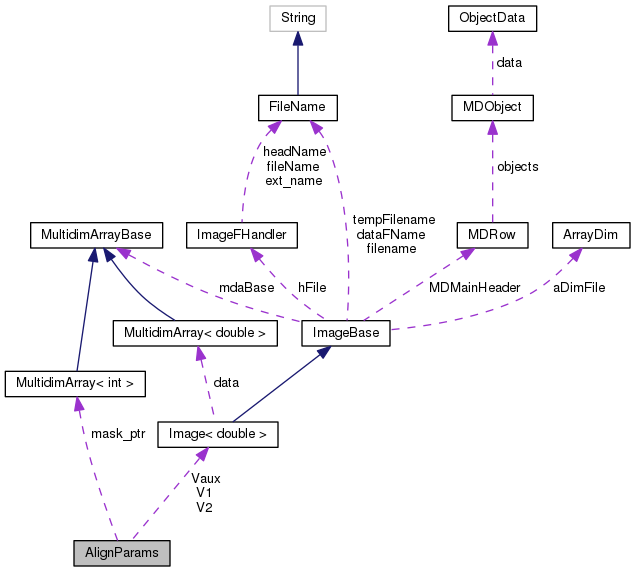 String
ObjectData
data
FileName
MDObject
headName
fileName
ext_name
objects
tempFilename
dataFName
filename
MultidimArrayBase
ImageFHandler
MDRow
ArrayDim
mdaBase
hFile
MDMainHeader
aDimFile
MultidimArray< double >
ImageBase
MultidimArray< int >
data
mask_ptr
Image< double >
Vaux
V1
V2
AlignParams